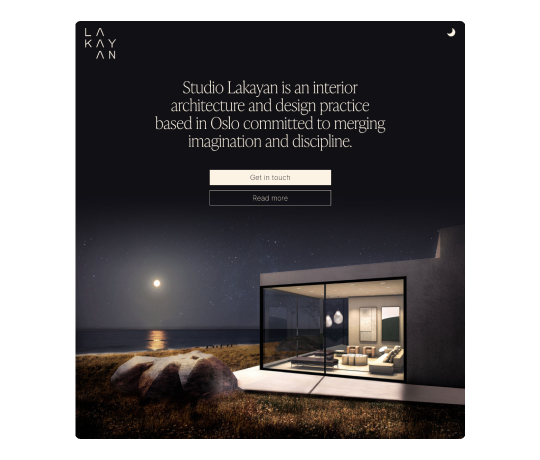 LA
KAY
AN
Studio Lakayan is an interior
architecture and design practice
based in Oslo committed to merging
imagination and discipline.
Get in touch
Read more